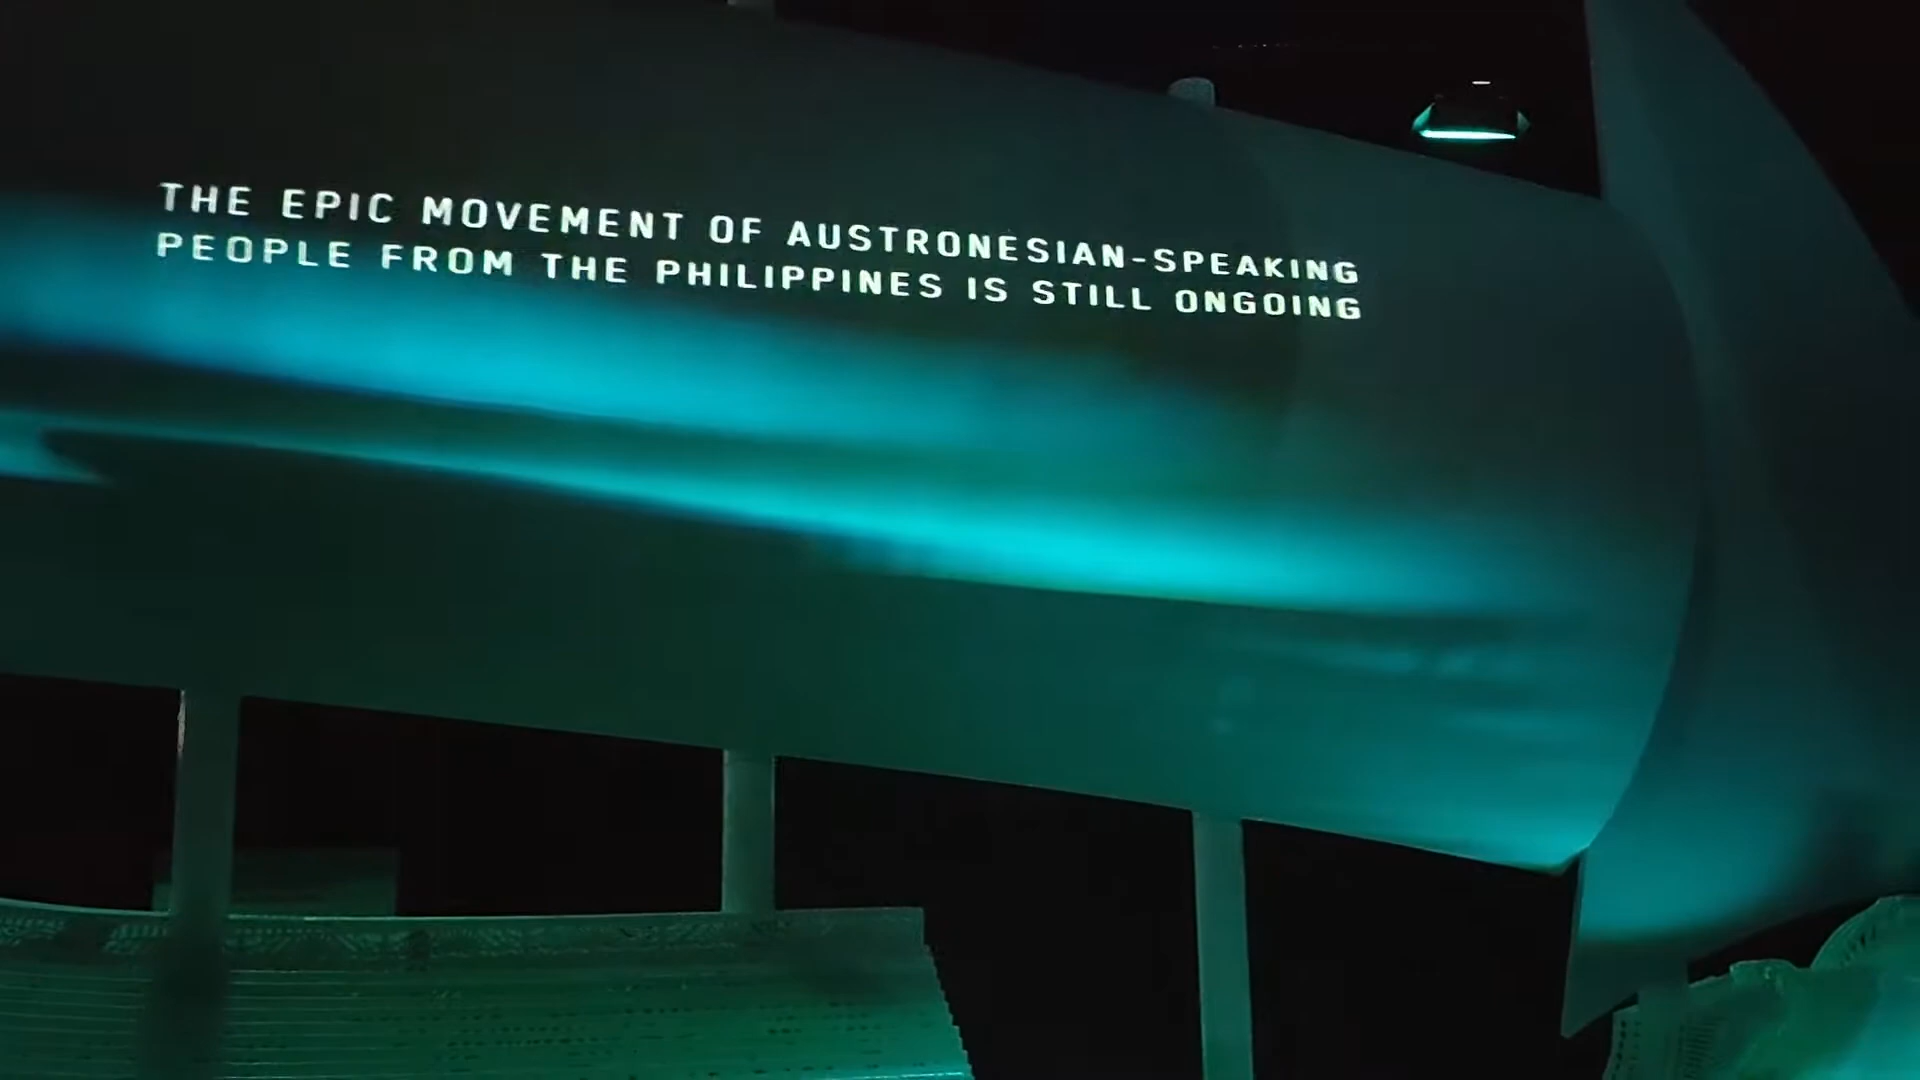 THE EPIC MOVEMENT OF AUSTRONESIAN-SPEAKING
PEOPLE FROM THE PHILIPPINES IS STILL ONGOING